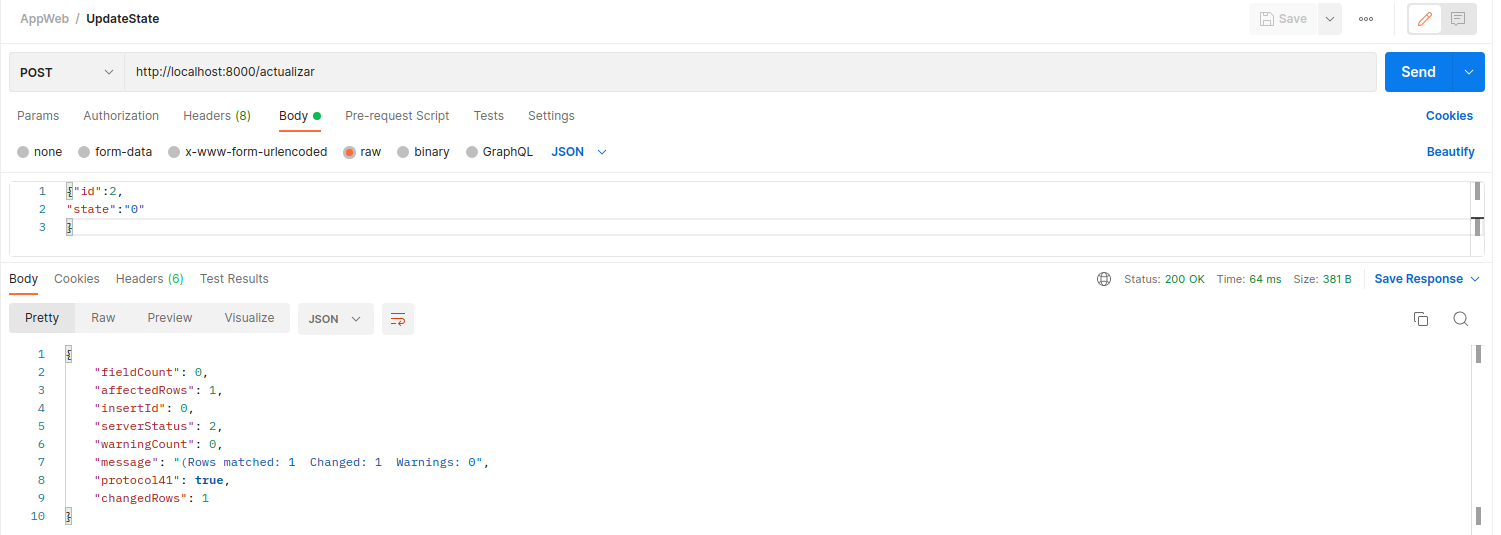 AppWeb / UpdateState
Save
POST http://localhost:8000/actualizar Send
Params Authorization Headers (8) Body Pre-request Script Tests Settings Cookies
none form-data x-www-form-urlencoded raw binary GraphQL JSON Beautify
1 {"id":2,
2 "state":"0"
3 }
Body Cookies Headers (6) Test Results Status: 200 OK Time: 64 ms Size: 381 B Save Response
Pretty Raw Preview Visualize JSON
1 {
2 "fieldCount": 0,
3 "affectedRows": 1,
4 "insertId": 0,
5 "serverStatus": 2,
6 "warningCount": 0,
7 "message": "(Rows matched: 1  Changed: 1  Warnings: 0",
8 "protocol41": true,
9 "changedRows": 1
10 }